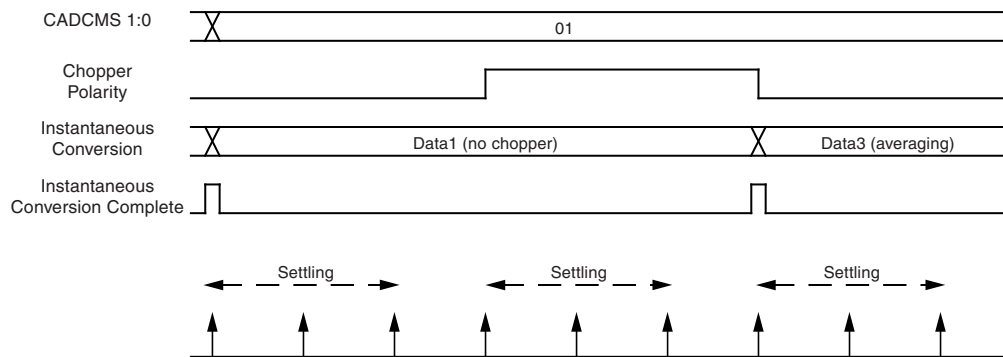 CADCMS 1:0
01
Chopper
Polarity
Instantaneous
Conversion
Data1 (no chopper)
Data3 (averaging)
Instantaneous
Conversion Complete
Settling
Settling
Settling